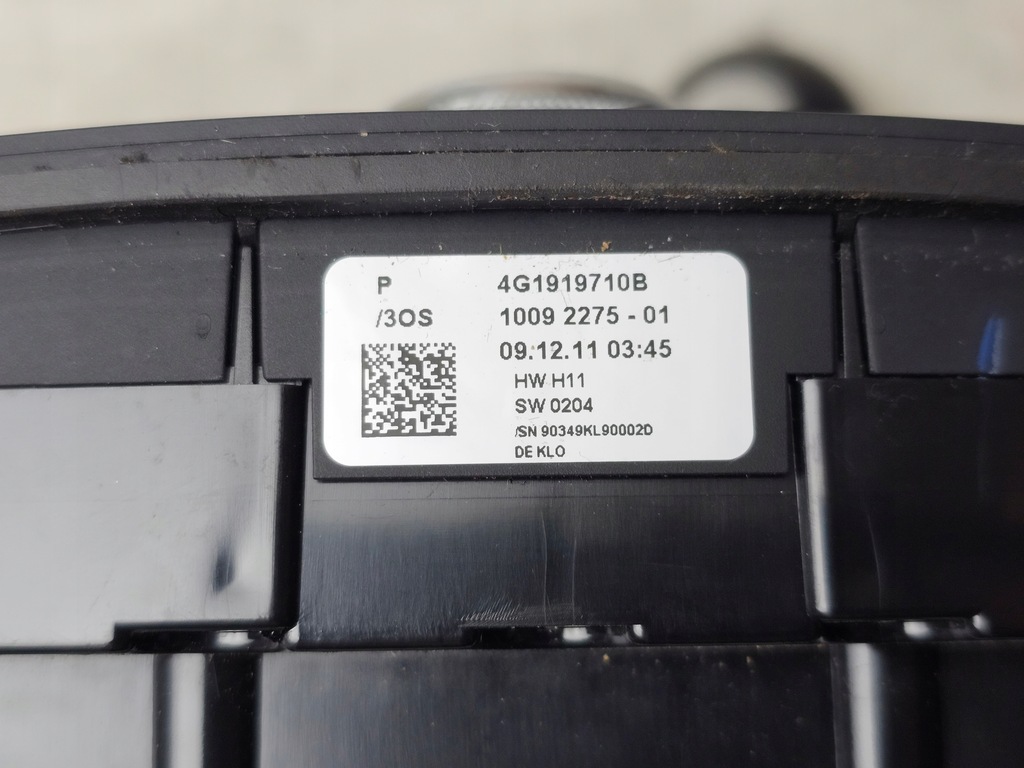 P 4G1919710B
/3OS 1009 2275 - 01
09.12.11 03:45
HW H11
SW 0204
/SN 90349KL90002D
DE KLO